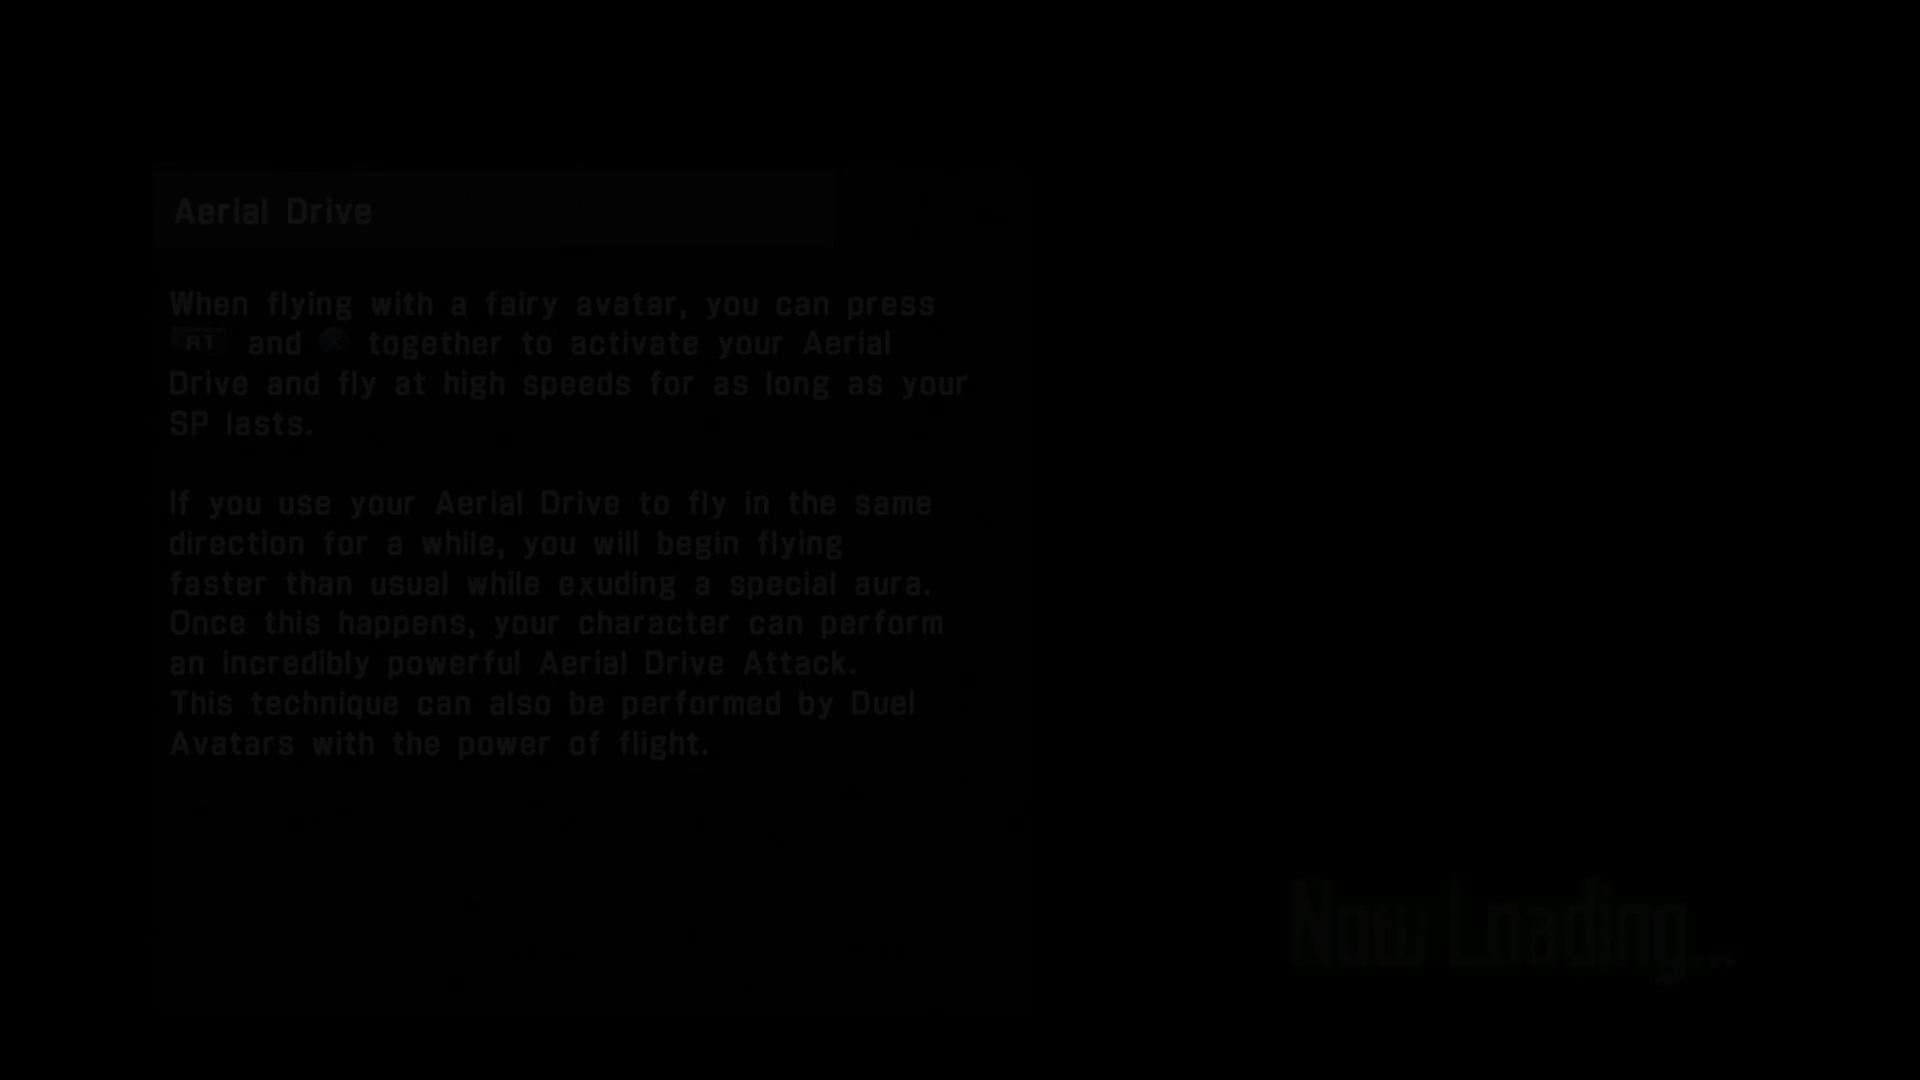 Aerial Drive
When flying with a fairy avatar, you can press
RT and together to activate your Aerial
Drive and fly at high speeds for as long as your
SP lasts.
If you use your Aerial Drive to fly in the same
direction for a while, you will begin flying
faster than usual while exuding a special aura.
Once this happens, your character can perform
an incredibly powerful Aerial Drive Attack.
This technique can also be performed by Duel
Avatars with the power of flight.
Now Loading...